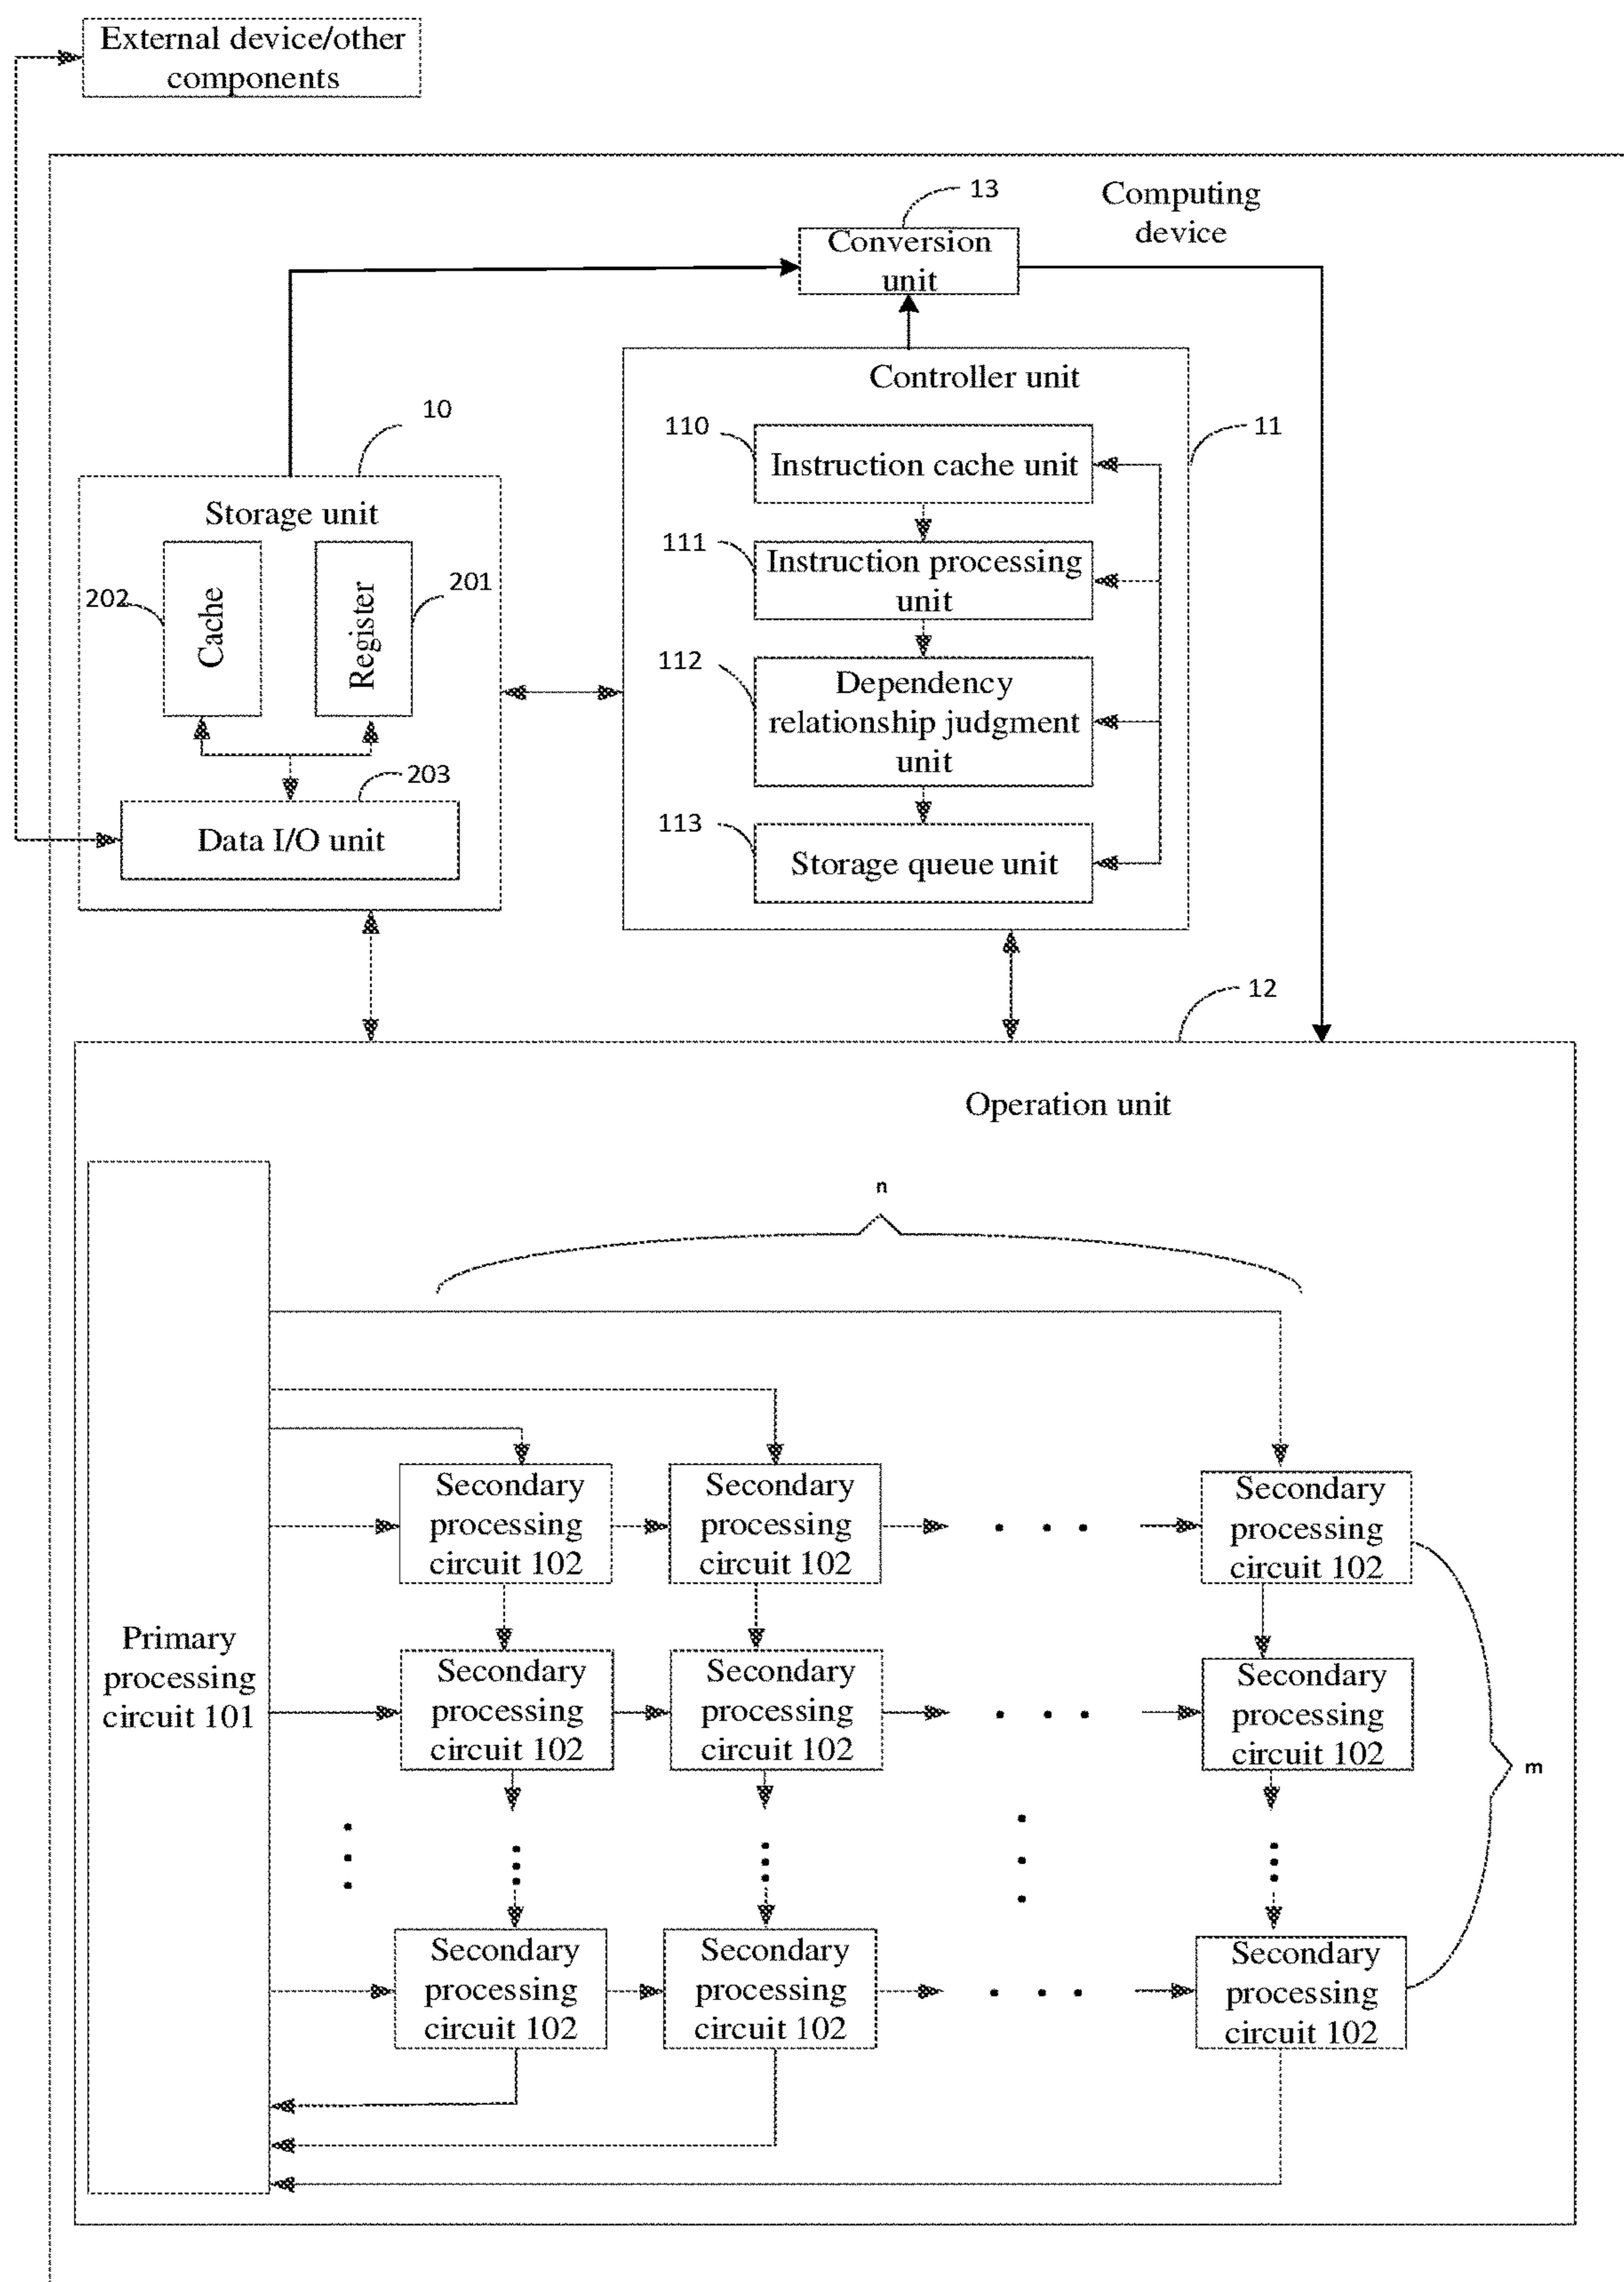 External device/other
components
13
Computing
device
Conversion
unit
Controller unit
10
110
11
Instruction cache unit
Storage unit
111
Instruction processing
unit
202
Cache
Register
201
112
Dependency
relationship judgment
unit
203
Data I/O unit
113
Storage queue unit
12
Operation unit
n
Secondary
processing
circuit 102
Secondary
processing
circuit 102
Secondary
processing
circuit 102
Primary
processing
circuit 101
Secondary
processing
circuit 102
Secondary
processing
circuit 102
Secondary
processing
circuit 102
m
Secondary
processing
circuit 102
Secondary
processing
circuit 102
Secondary
processing
circuit 102